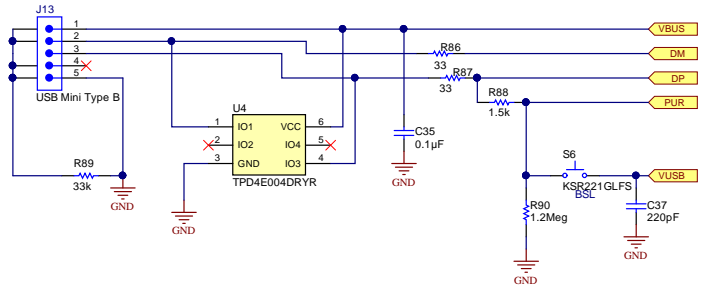 J13
1
2
3
4
5
USB Mini Type B
VBUS
R86
33
DM
R87
33
DP
R88
1.5k
PUR
U4
1 IO1 VCC 6
2 IO2 IO4 5
3 GND IO3 4
TPD4E004DRYR
C35
0.1µF
GND
R89
33k
GND
GND
S6
KSR221GLFS
BSL
VUSB
R90
1.2Meg
C37
220pF
GND
GND